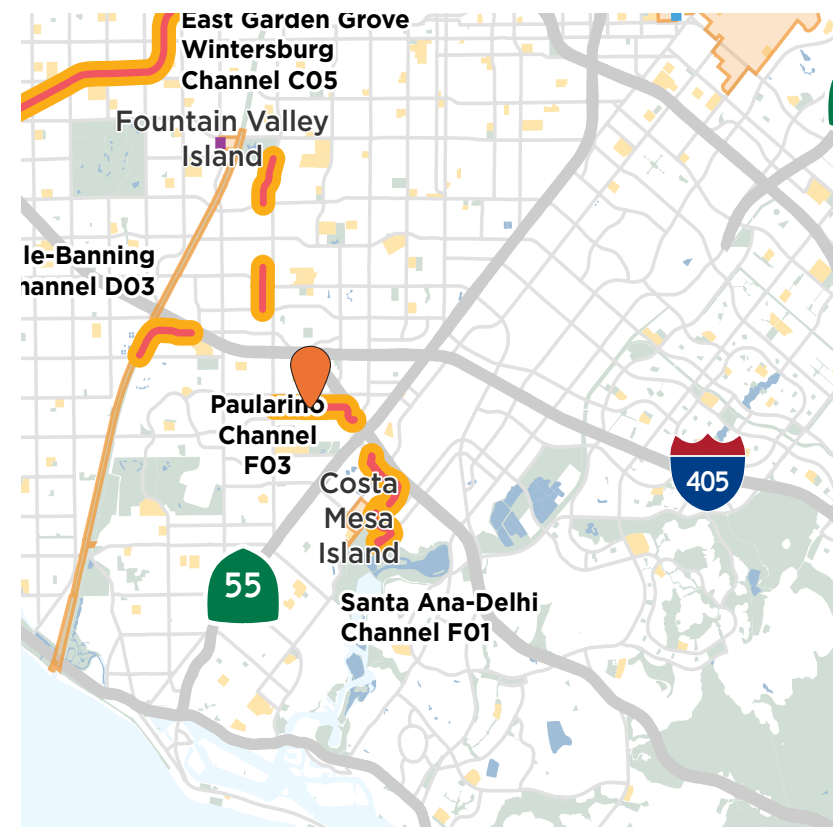 East Garden Grove
Wintersburg
Channel C05
Fountain Valley
Island
le-Banning
hannel D03
Paularino
Channel
F03
Costa
Mesa
Island
405
55
Santa Ana-Delhi
Channel F01